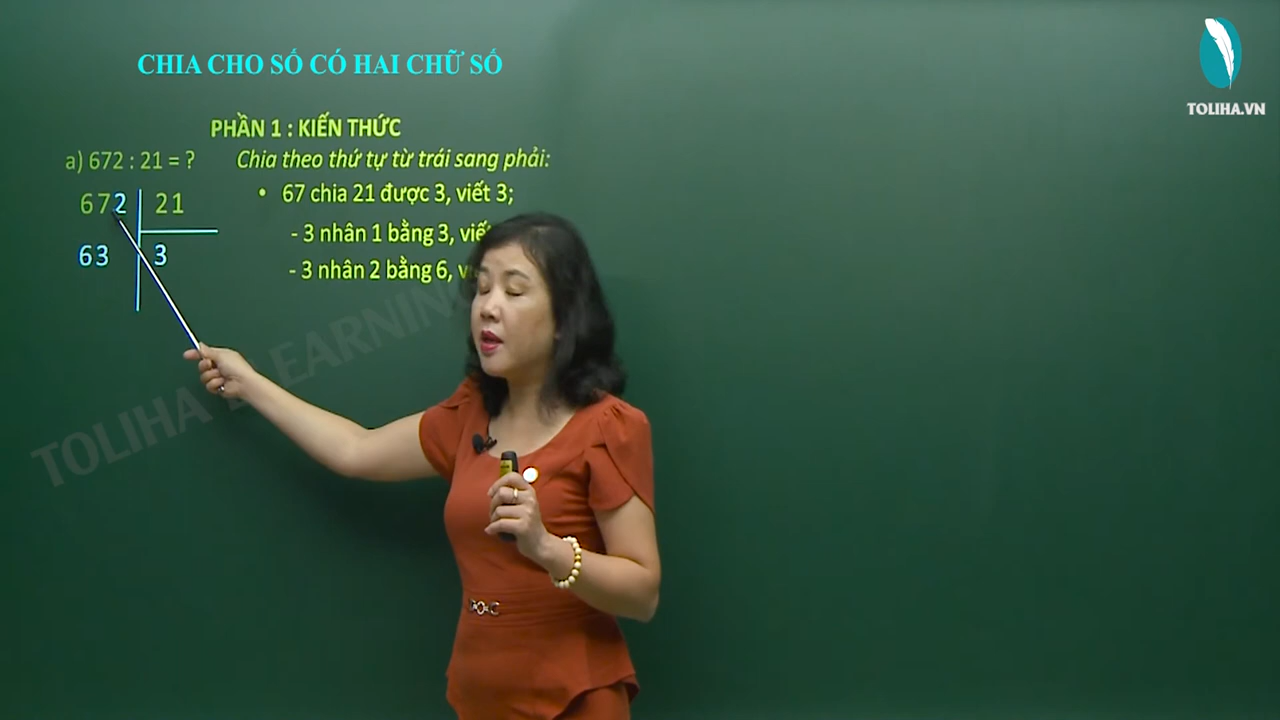 CHIA CHO SỐ CÓ HAI CHỮ SỐ
TOLIHA.VN
PHẦN 1 : KIẾN THỨC
a) 672 : 21 = ?
Chia theo thứ tự từ trái sang phải:
672 21
63 3
• 67 chia 21 được 3, viết 3;
- 3 nhân 1 bằng 3, viết
- 3 nhân 2 bằng 6,
TOLIHA ELEARNING